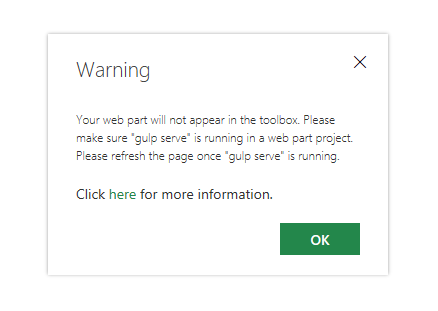 Warning
Your web part will not appear in the toolbox. Please
make sure "gulp serve" is running in a web part project.
Please refresh the page once "gulp serve" is running.
Click here for more information.
OK